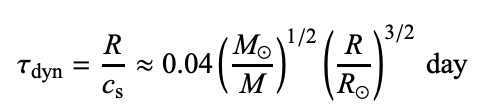 τ_dyn = R/c_s ≈ 0.04 (M_⊙/M)^{1/2} (R/R_⊙)^{3/2} day